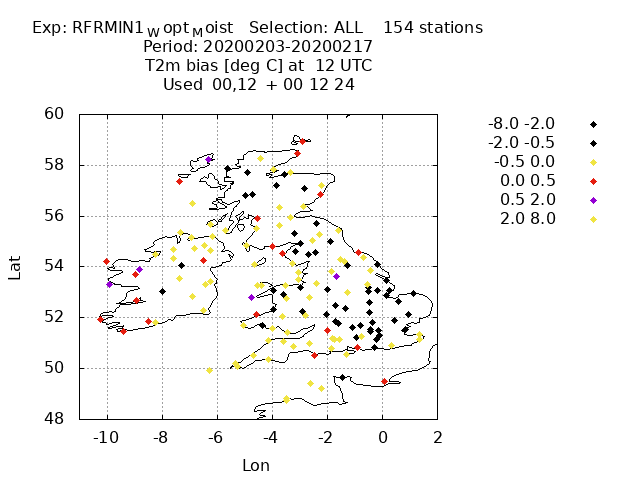 Exp: RFRMIN1WoptMoist Selection: ALL 154 stations
Period: 20200203-20200217
T2m bias [deg C] at 12 UTC
Used 00,12 + 00 12 24
60
58
56
54
52
50
48
-10 -8 -6 -4 -2 0 2
Lat
Lon
-8.0 -2.0
-2.0 -0.5
-0.5 0.0
0.0 0.5
0.5 2.0
2.0 8.0